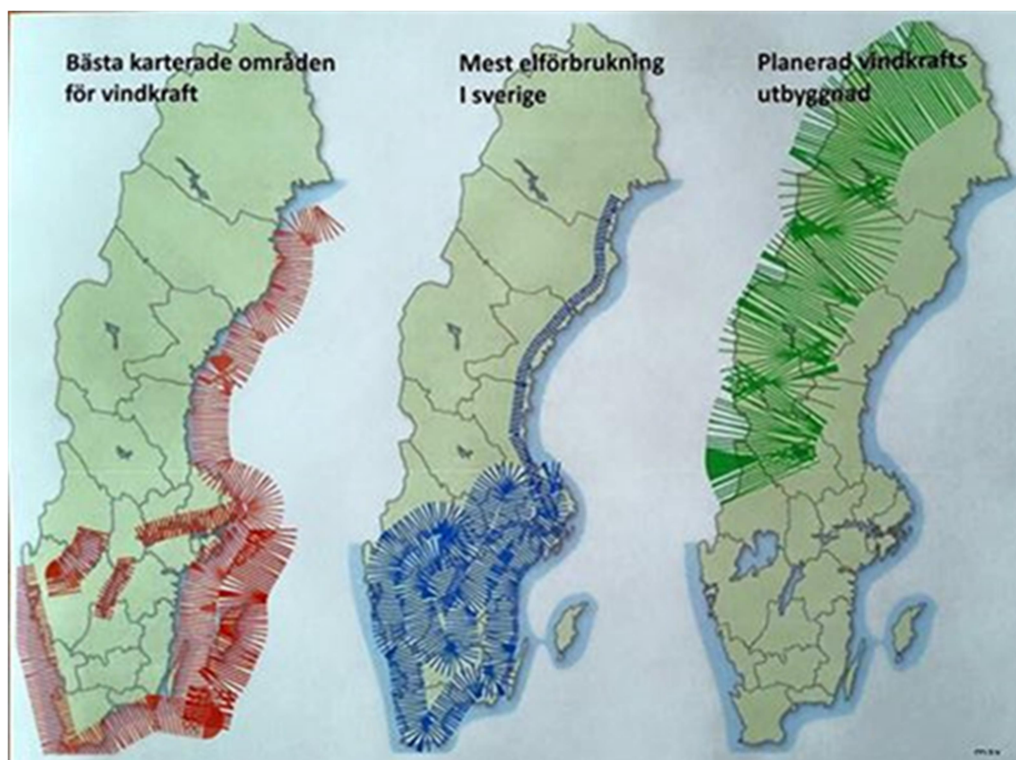 Bästa karterade områden
för vindkraft
Mest elförbrukning
I sverige
Planerad vindkrafts
utbyggnad